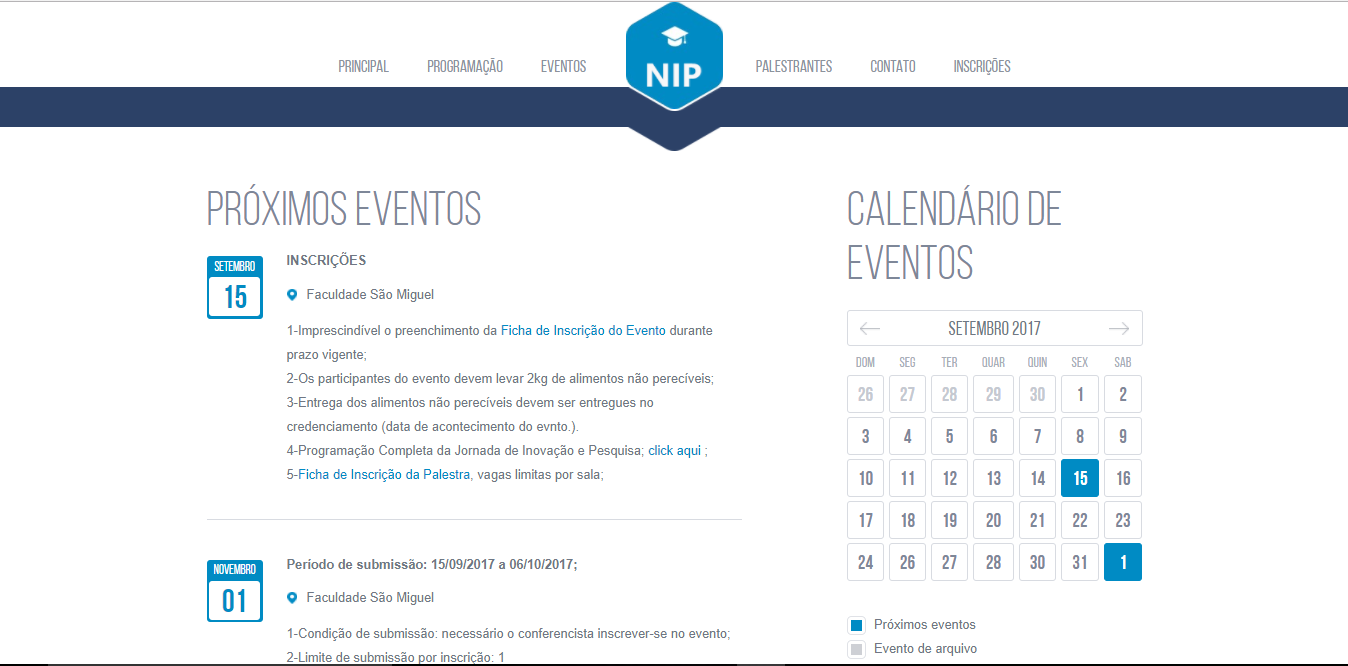 PRINCIPAL PROGRAMAÇÃO EVENTOS NIP PALESTRANTES CONTATO INSCRIÇÕES
PRÓXIMOS EVENTOS
SETEMBRO
15
INSCRIÇÕES
Faculdade São Miguel
1-Imprescindível o preenchimento da Ficha de Inscrição do Evento durante
prazo vigente;
2-Os participantes do evento devem levar 2kg de alimentos não perecíveis;
3-Entrega dos alimentos não perecíveis devem ser entregues no
credenciamento (data de acontecimento do evnto.).
4-Programação Completa da Jornada de Inovação e Pesquisa; click aqui ;
5-Ficha de Inscrição da Palestra, vagas limitas por sala;
NOVEMBRO
01
Período de submissão: 15/09/2017 a 06/10/2017;
Faculdade São Miguel
1-Condição de submissão: necessário o conferencista inscrever-se no evento;
2-Limite de submissão por inscrição: 1
CALENDÁRIO DE
EVENTOS
SETEMBRO 2017
DOM SEG TER QUAR QUIN SEX SAB
26 27 28 29 30 1 2
3 4 5 6 7 8 9
10 11 12 13 14 15 16
17 18 19 20 21 22 23
24 26 27 28 30 31 1
Próximos eventos
Evento de arquivo